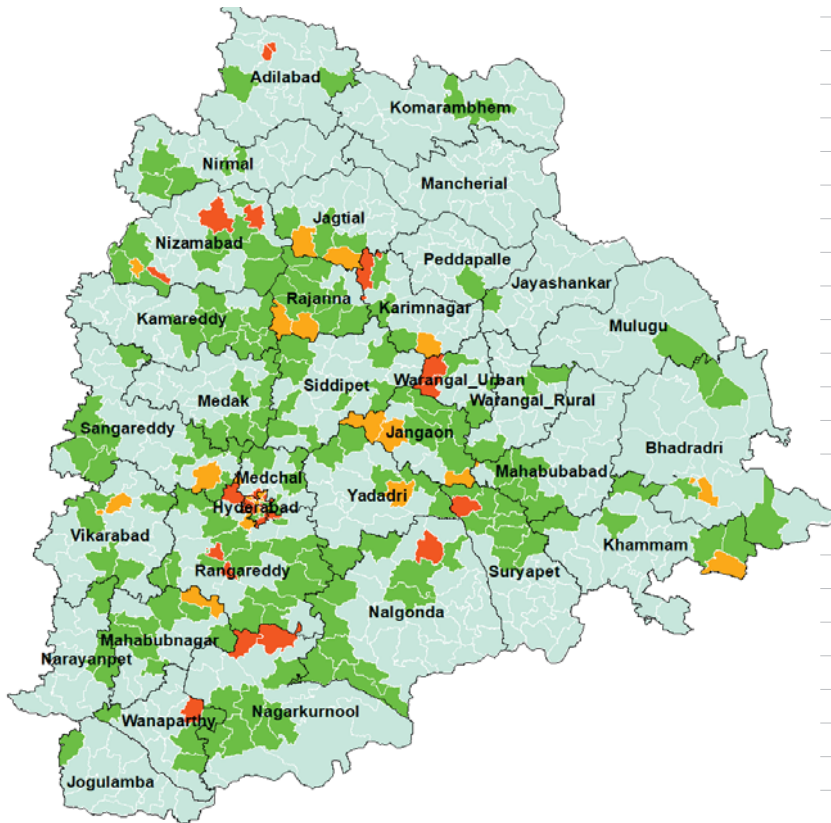 Adilabad
Komarambhem
Nirmal
Mancherial
Jagtial
Nizamabad
Peddapalle
Jayashankar
Rajanna
Karimnagar
Kamareddy
Mulugu
Siddipet
Warangal_Urban
Medak
Warangal_Rural
Sangareddy
Jangaon
Bhadradri
Mahabubabad
Medchal
Yadadri
Hyderabad
Vikarabad
Khammam
Rangareddy
Suryapet
Nalgonda
Mahabubnagar
Narayanpet
Nagarkurnool
Wanaparthy
Jogulamba